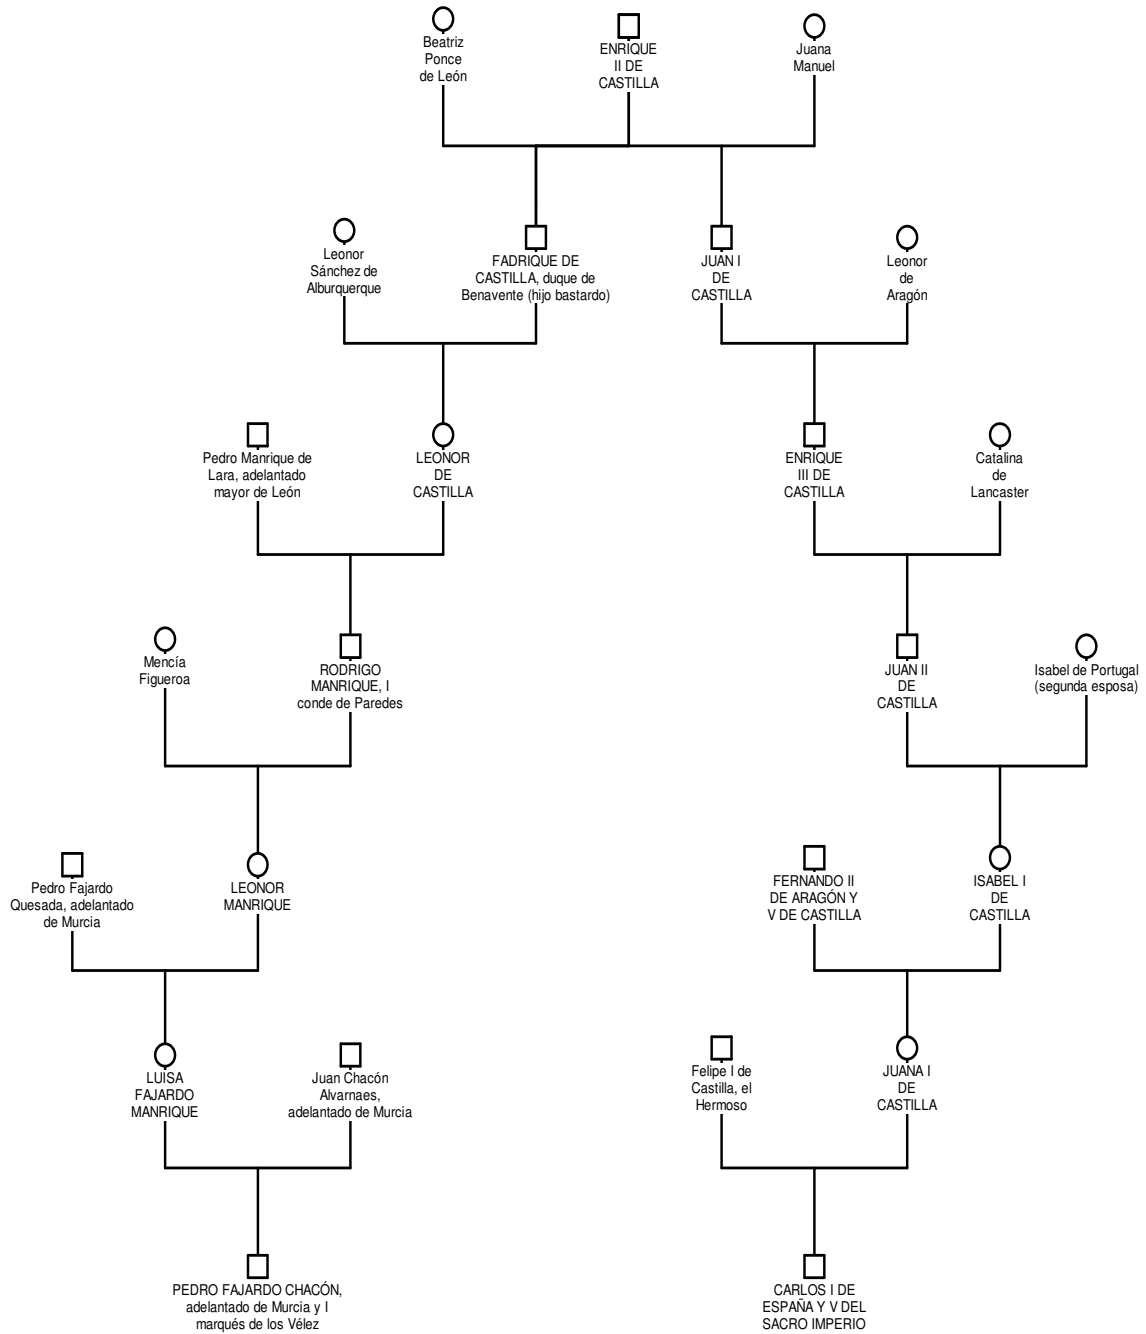 Beatriz
Ponce
de León
ENRIQUE
II DE
CASTILLA
Juana
Manuel
Leonor
Sánchez de
Alburquerque
FADRIQUE DE
CASTILLA, duque de
Benavente (hijo bastardo)
JUAN I
DE
CASTILLA
Leonor
de
Aragón
Pedro Manrique de
Lara, adelantado
mayor de León
LEONOR
DE
CASTILLA
ENRIQUE
III DE
CASTILLA
Catalina
de
Lancaster
Mencía
Figueroa
RODRIGO
MANRIQUE, I
conde de Paredes
JUAN II
DE
CASTILLA
Isabel de Portugal
(segunda esposa)
Pedro Fajardo
Quesada, adelantado
de Murcia
LEONOR
MANRIQUE
FERNANDO II
DE ARAGÓN Y
V DE CASTILLA
ISABEL I
DE
CASTILLA
LUISA
FAJARDO
MANRIQUE
Juan Chacón
Alvarnaes,
adelantado de Murcia
Felipe I de
Castilla, el
Hermoso
JUANA I
DE
CASTILLA
PEDRO FAJARDO CHACÓN,
adelantado de Murcia y I
marqués de los Vélez
CARLOS I DE
ESPAÑA Y V DEL
SACRO IMPERIO